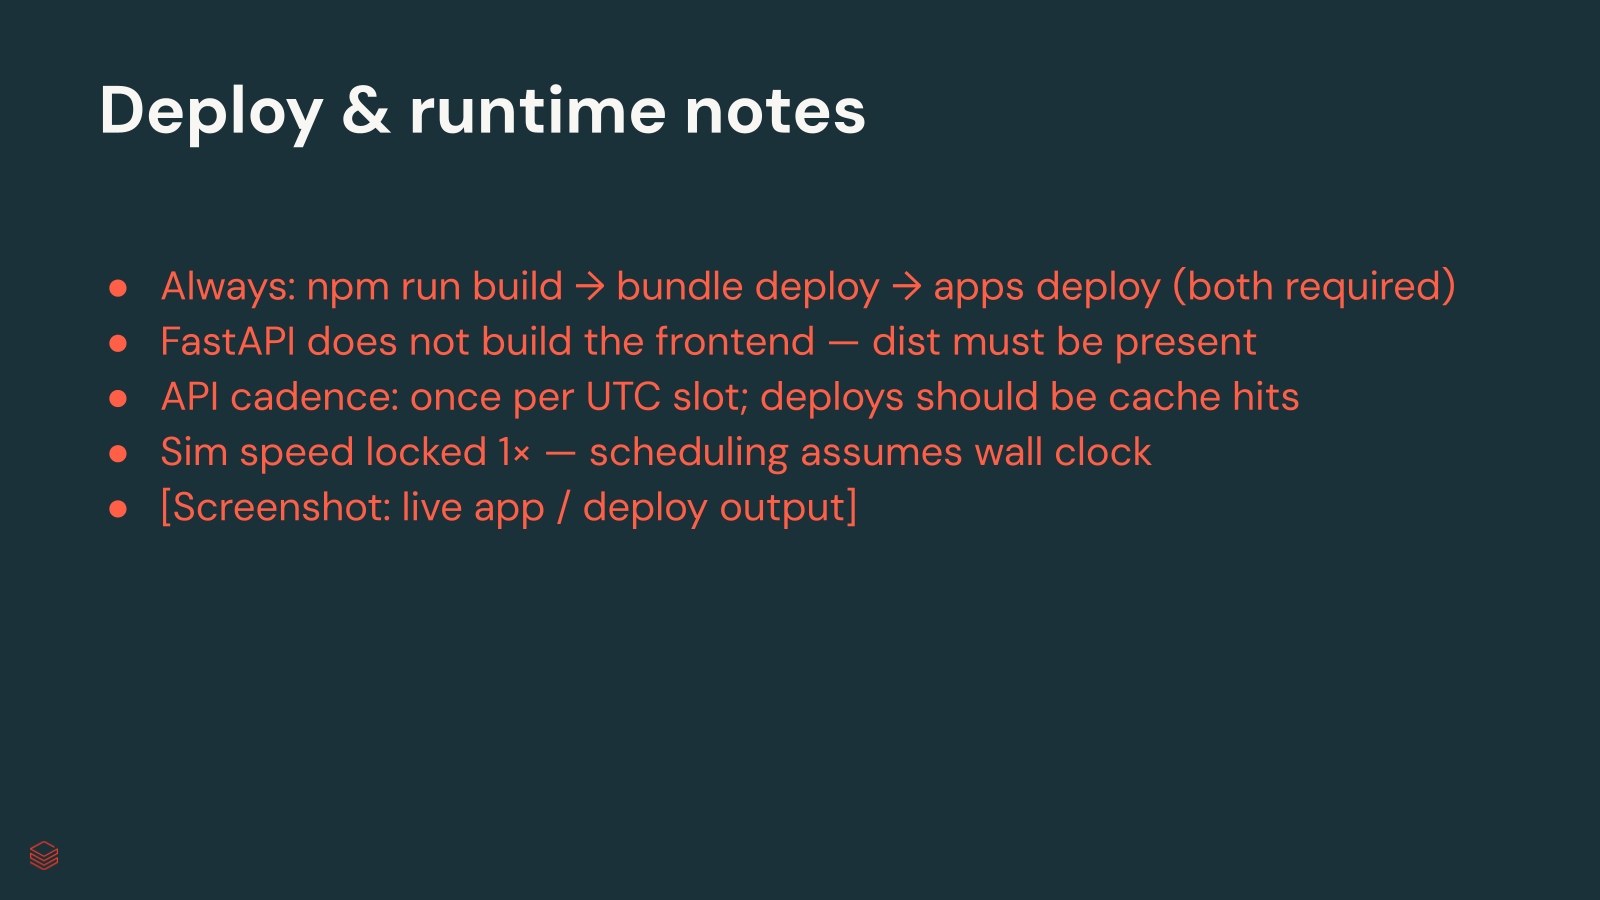 Deploy & runtime notes
● Always: npm run build → bundle deploy → apps deploy (both required)
● FastAPI does not build the frontend — dist must be present
● API cadence: once per UTC slot; deploys should be cache hits
● Sim speed locked 1× — scheduling assumes wall clock
● [Screenshot: live app / deploy output]